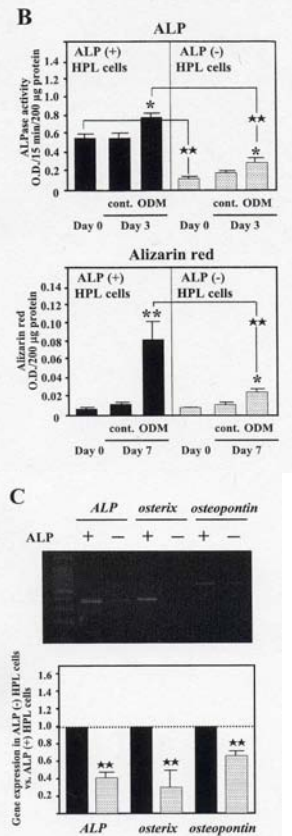 B
ALP
ALPase activity
O.D./15 min/200 µg protein
1.6
1.4
1.2
1.0
0.8
0.6
0.4
0.2
0.0
ALP (+)
HPL cells
ALP (-)
HPL cells
*
★★
★★
*
cont. ODM
cont. ODM
Day 0
Day 3
Day 0
Day 3
Alizarin red
Alizarin red
O.D./200 µg protein
0.14
0.12
0.10
0.08
0.06
0.04
0.02
0.00
ALP (+)
HPL cells
ALP (-)
HPL cells
**
★★
*
cont. ODM
cont. ODM
Day 0
Day 7
Day 0
Day 7
C
ALP osterix osteopontin
ALP + − + − + −
Gene expression in ALP (-) HPL cells
vs. ALP (+) HPL cells
1.6
1.4
1.2
1.0
0.8
0.6
0.4
0.2
★★
★★
★★
ALP osterix osteopontin